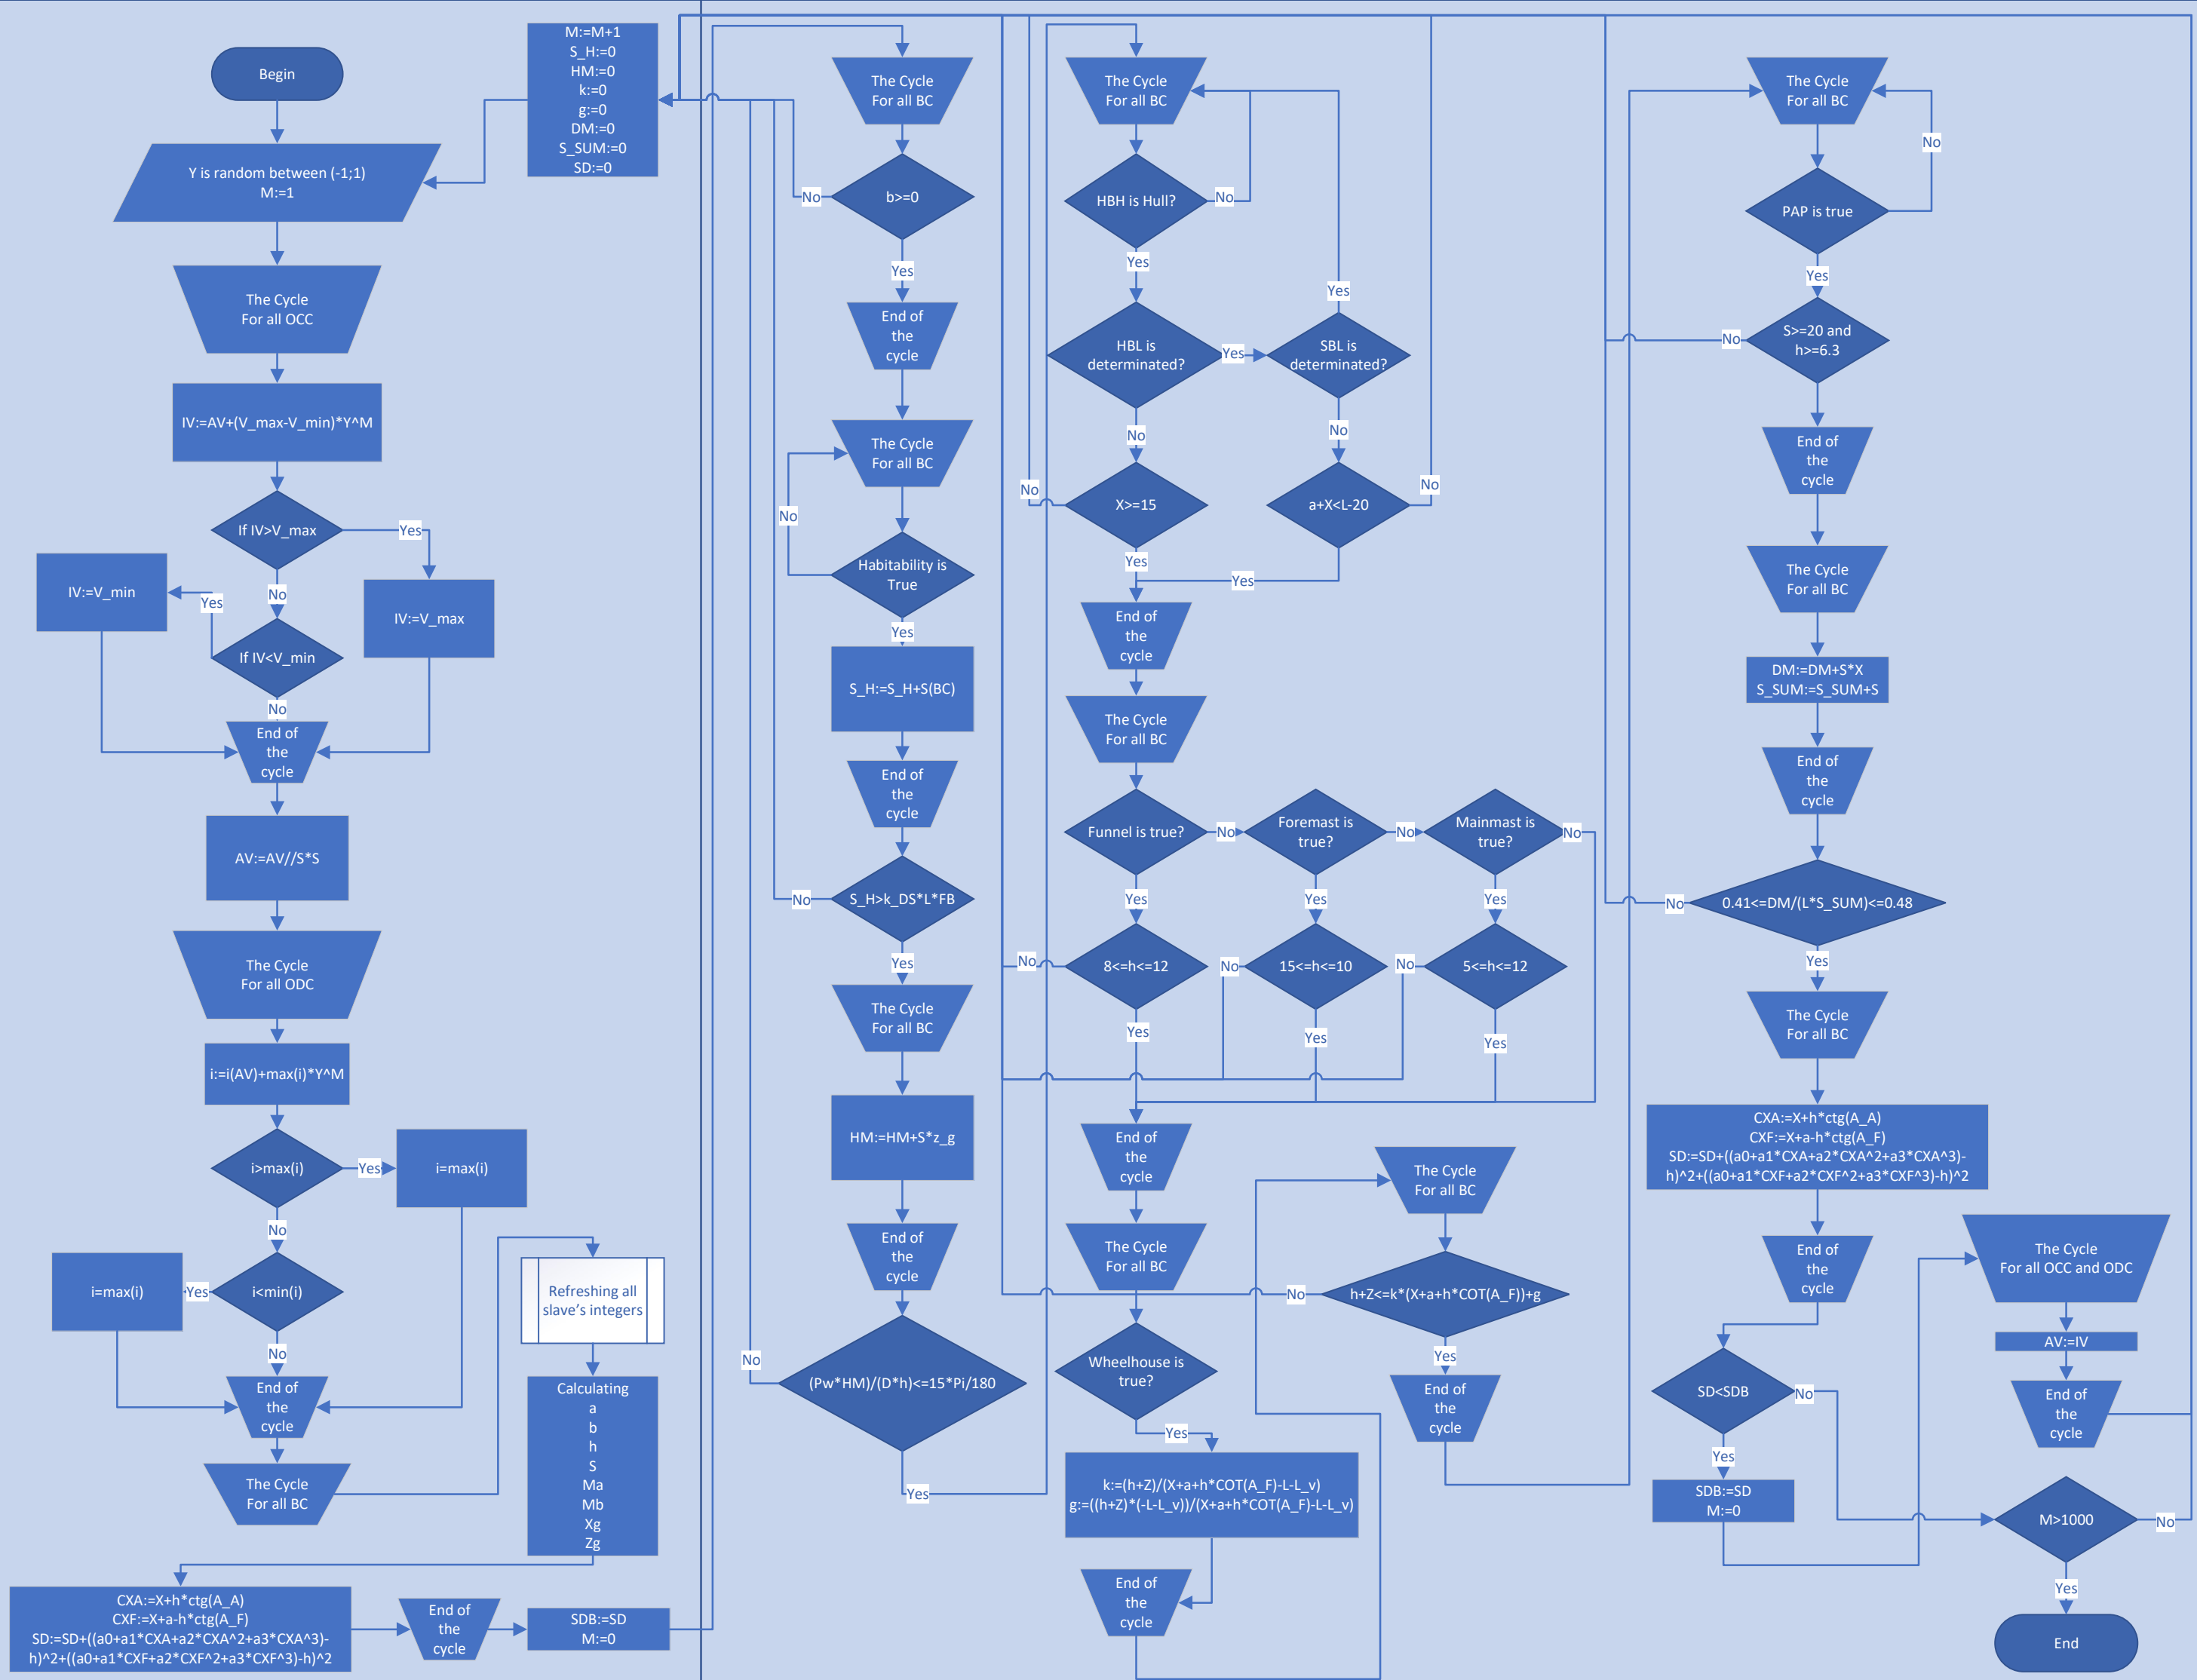 Begin
Y is random between (-1;1)
M:=1
The Cycle
For all OCC
IV:=AV+(V_max-V_min)*Y^M
If IV>V_max
Yes
IV:=V_max
No
If IV<V_min
Yes
IV:=V_min
No
End of
the
cycle
AV:=AV//S*S
The Cycle
For all ODC
i:=i(AV)+max(i)*Y^M
i>max(i)
Yes
i=max(i)
No
i<min(i)
Yes
i=max(i)
No
End of
the
cycle
The Cycle
For all BC
Refreshing all
slave's integers
Calculating
a
b
h
S
Ma
Mb
Xg
Zg
CXA:=X+h*ctg(A_A)
CXF:=X+a-h*ctg(A_F)
SD:=SD+((a0+a1*CXA+a2*CXA^2+a3*CXA^3)-
h)^2+((a0+a1*CXF+a2*CXF^2+a3*CXF^3)-h)^2
End of
the
cycle
SDB:=SD
M:=0
M:=M+1
S_H:=0
HM:=0
k:=0
g:=0
DM:=0
S_SUM:=0
SD:=0
The Cycle
For all BC
b>=0
No
Yes
End of
the
cycle
The Cycle
For all BC
No
Habitability is
True
Yes
S_H:=S_H+S(BC)
End of
the
cycle
S_H>k_DS*L*FB
No
Yes
The Cycle
For all BC
HM:=HM+S*z_g
End of
the
cycle
No
(Pw*HM)/(D*h)<=15*Pi/180
Yes
The Cycle
For all BC
HBH is Hull?
No
Yes
HBL is
determinated?
Yes
SBL is
determinated?
Yes
No
No
X>=15
No
a+X<L-20
No
Yes
Yes
End of
the
cycle
The Cycle
For all BC
Funnel is true?
No
Foremast is
true?
No
Mainmast is
true?
No
Yes
Yes
Yes
No
8<=h<=12
No
15<=h<=10
No
5<=h<=12
Yes
Yes
Yes
End of
the
cycle
The Cycle
For all BC
Wheelhouse is
true?
Yes
k:=(h+Z)/(X+a+h*COT(A_F)-L-L_v)
g:=((h+Z)*(-L-L_v))/(X+a+h*COT(A_F)-L-L_v)
End of
the
cycle
The Cycle
For all BC
No
h+Z<=k*(X+a+h*COT(A_F))+g
Yes
End of
the
cycle
The Cycle
For all BC
No
PAP is true
Yes
S>=20 and
h>=6.3
No
End of
the
cycle
The Cycle
For all BC
DM:=DM+S*X
S_SUM:=S_SUM+S
End of
the
cycle
No
0.41<=DM/(L*S_SUM)<=0.48
Yes
The Cycle
For all BC
CXA:=X+h*ctg(A_A)
CXF:=X+a-h*ctg(A_F)
SD:=SD+((a0+a1*CXA+a2*CXA^2+a3*CXA^3)-
h)^2+((a0+a1*CXF+a2*CXF^2+a3*CXF^3)-h)^2
End of
the
cycle
SD<SDB
No
Yes
SDB:=SD
M:=0
The Cycle
For all OCC and ODC
AV:=IV
End of
the
cycle
M>1000
No
Yes
End